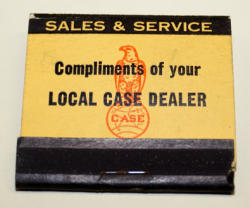 SALES & SERVICE
Compliments of your
LOCAL CASE DEALER
CASE